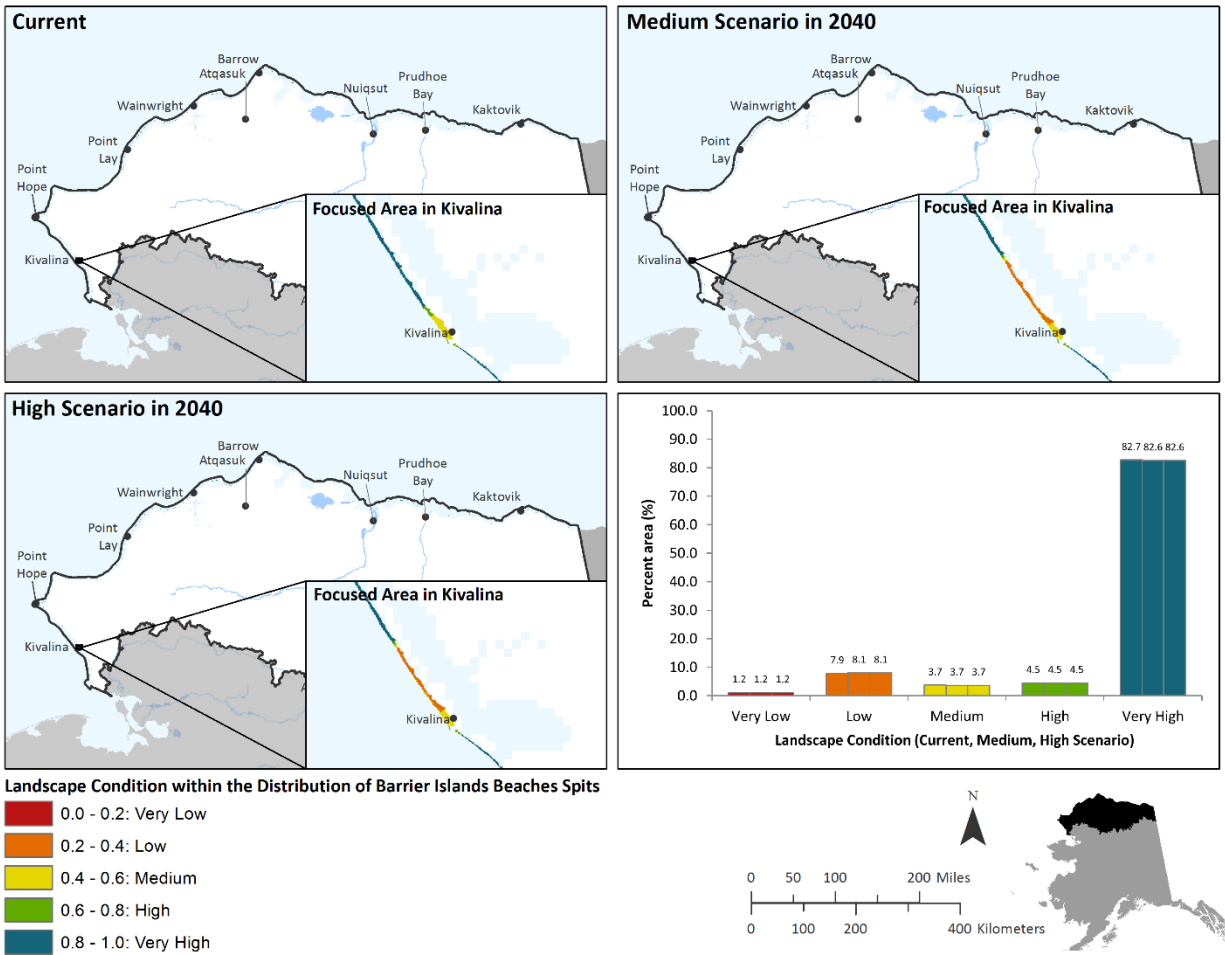 Current
Barrow
Atqasuk
Wainwright
Nuiqsut
Prudhoe
Bay
Kaktovik
Point
Lay
Point
Hope
Kivalina
Focused Area in Kivalina
Kivalina
Medium Scenario in 2040
Barrow
Atqasuk
Wainwright
Nuiqsut
Prudhoe
Bay
Kaktovik
Point
Lay
Point
Hope
Kivalina
Focused Area in Kivalina
Kivalina
High Scenario in 2040
Barrow
Atqasuk
Wainwright
Nuiqsut
Prudhoe
Bay
Kaktovik
Point
Lay
Point
Hope
Kivalina
Focused Area in Kivalina
Kivalina
Percent area (%)
100.0
90.0
80.0
70.0
60.0
50.0
40.0
30.0
20.0
10.0
0.0
1.2 1.2 1.2
7.9 8.1 8.1
3.7 3.7 3.7
4.5 4.5 4.5
82.7 82.6 82.6
Very Low Low Medium High Very High
Landscape Condition (Current, Medium, High Scenario)
Landscape Condition within the Distribution of Barrier Islands Beaches Spits
0.0 - 0.2: Very Low
0.2 - 0.4: Low
0.4 - 0.6: Medium
0.6 - 0.8: High
0.8 - 1.0: Very High
N
0 50 100 200 Miles
0 100 200 400 Kilometers